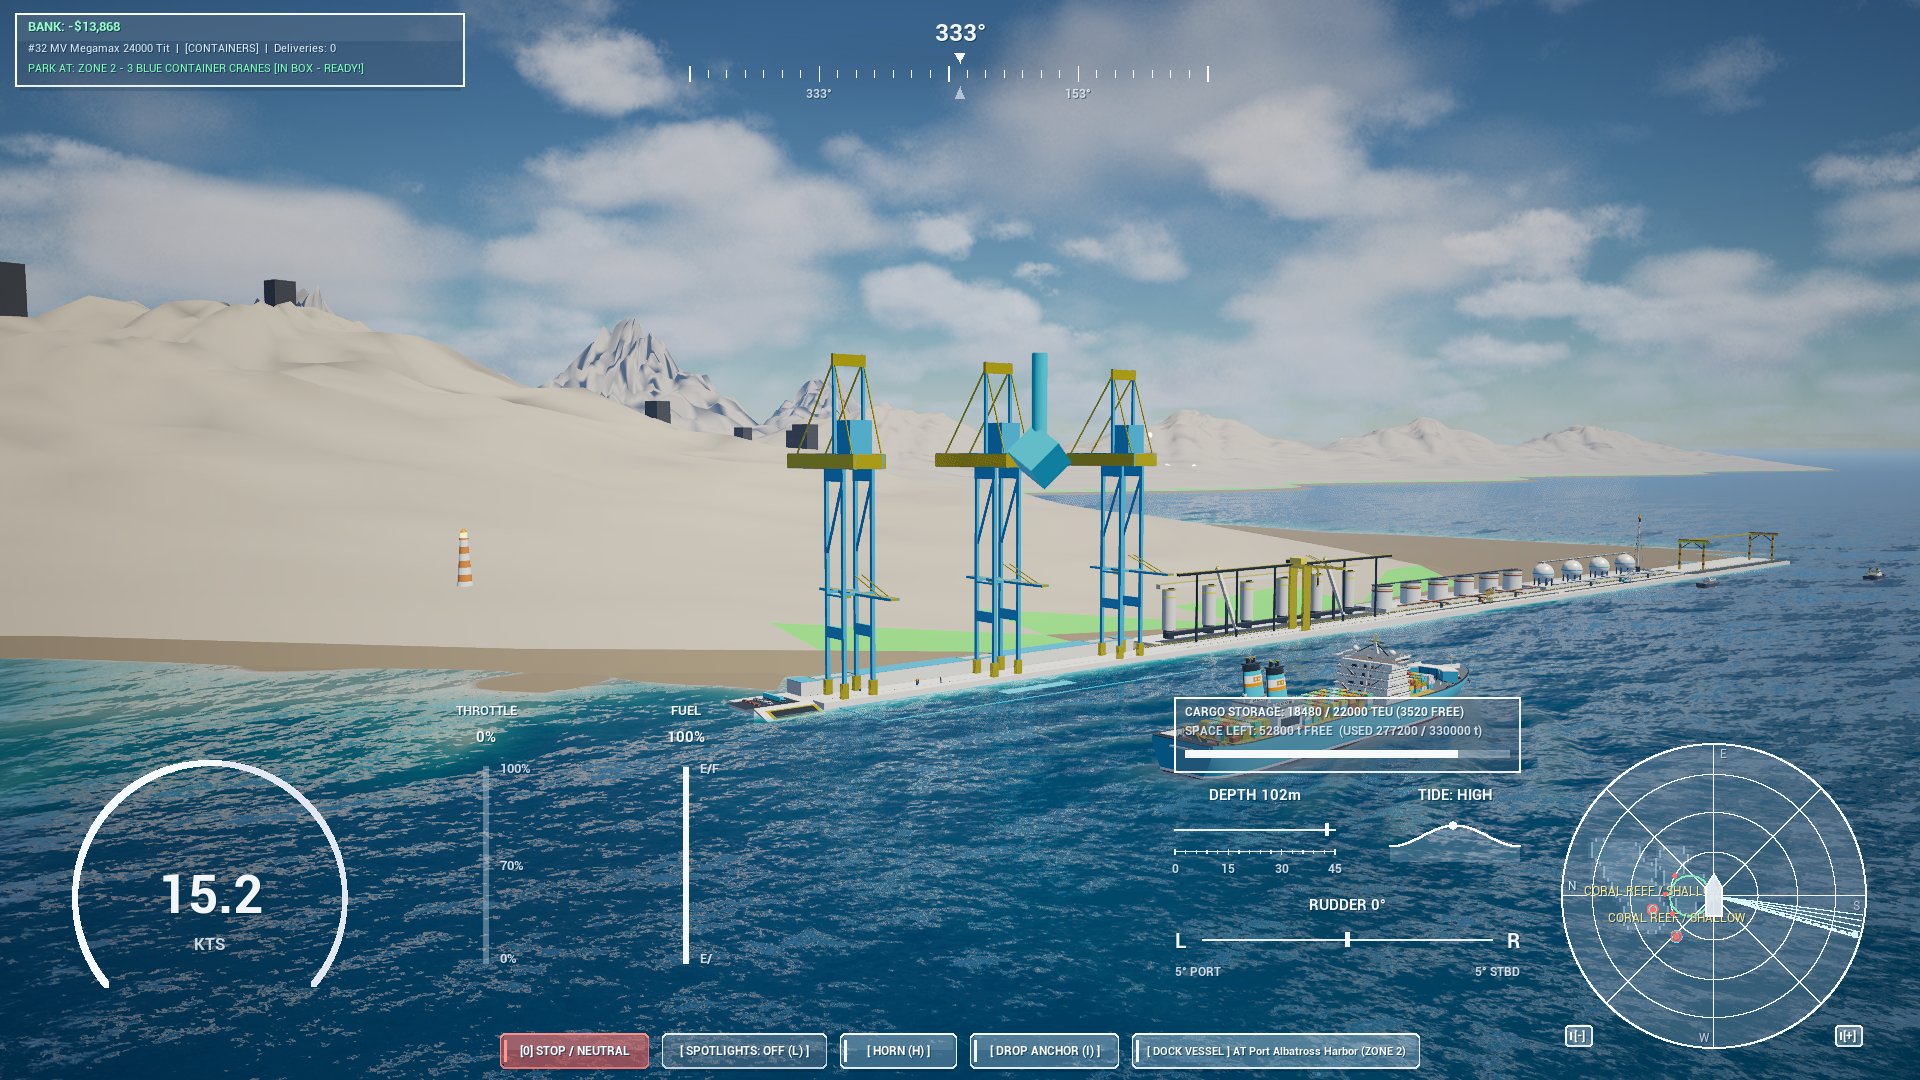 BANK: -$13,868
#32 MV Megamax 24000 Tit | [CONTAINERS] | Deliveries: 0
PARK AT: ZONE 2 - 3 BLUE CONTAINER CRANES [IN BOX - READY!]
333°
333°
153°
THROTTLE
0%
100%
70%
0%
FUEL
100%
E/F
E/
15.2
KTS
CARGO STORAGE: 18480 / 22000 TEU (3520 FREE)
SPACE LEFT: 52800 t FREE (USED 277200 / 330000 t)
DEPTH 102m
TIDE: HIGH
0 15 30 45
RUDDER 0°
L
R
5° PORT
5° STBD
E
N
S
W
CORAL REEF / SHALL
CORAL REEF / SHALLOW
[-]
[+]
[0] STOP / NEUTRAL
[ SPOTLIGHTS: OFF (L) ]
[ HORN (H) ]
[ DROP ANCHOR (I) ]
[ DOCK VESSEL ] AT Port Albatross Harbor (ZONE 2)